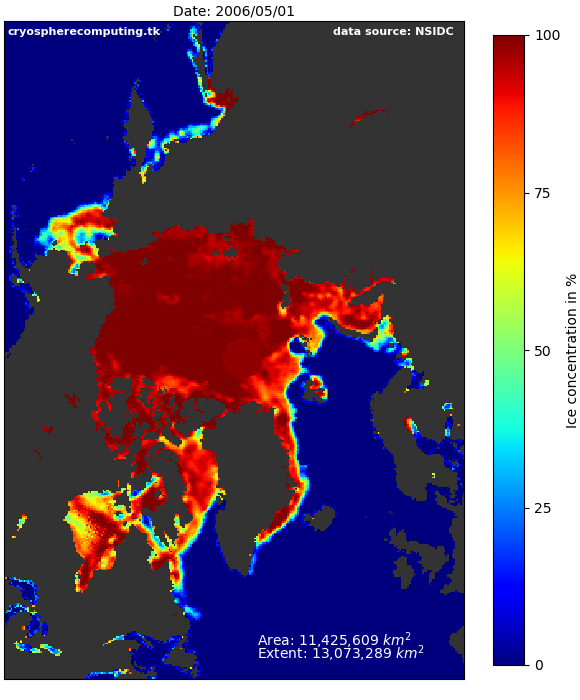 Date: 2006/05/01
cryospherecomputing.tk data source: NSIDC
100
75
50
25
0
Ice concentration in %
Area: 11,425,609 km²
Extent: 13,073,289 km²